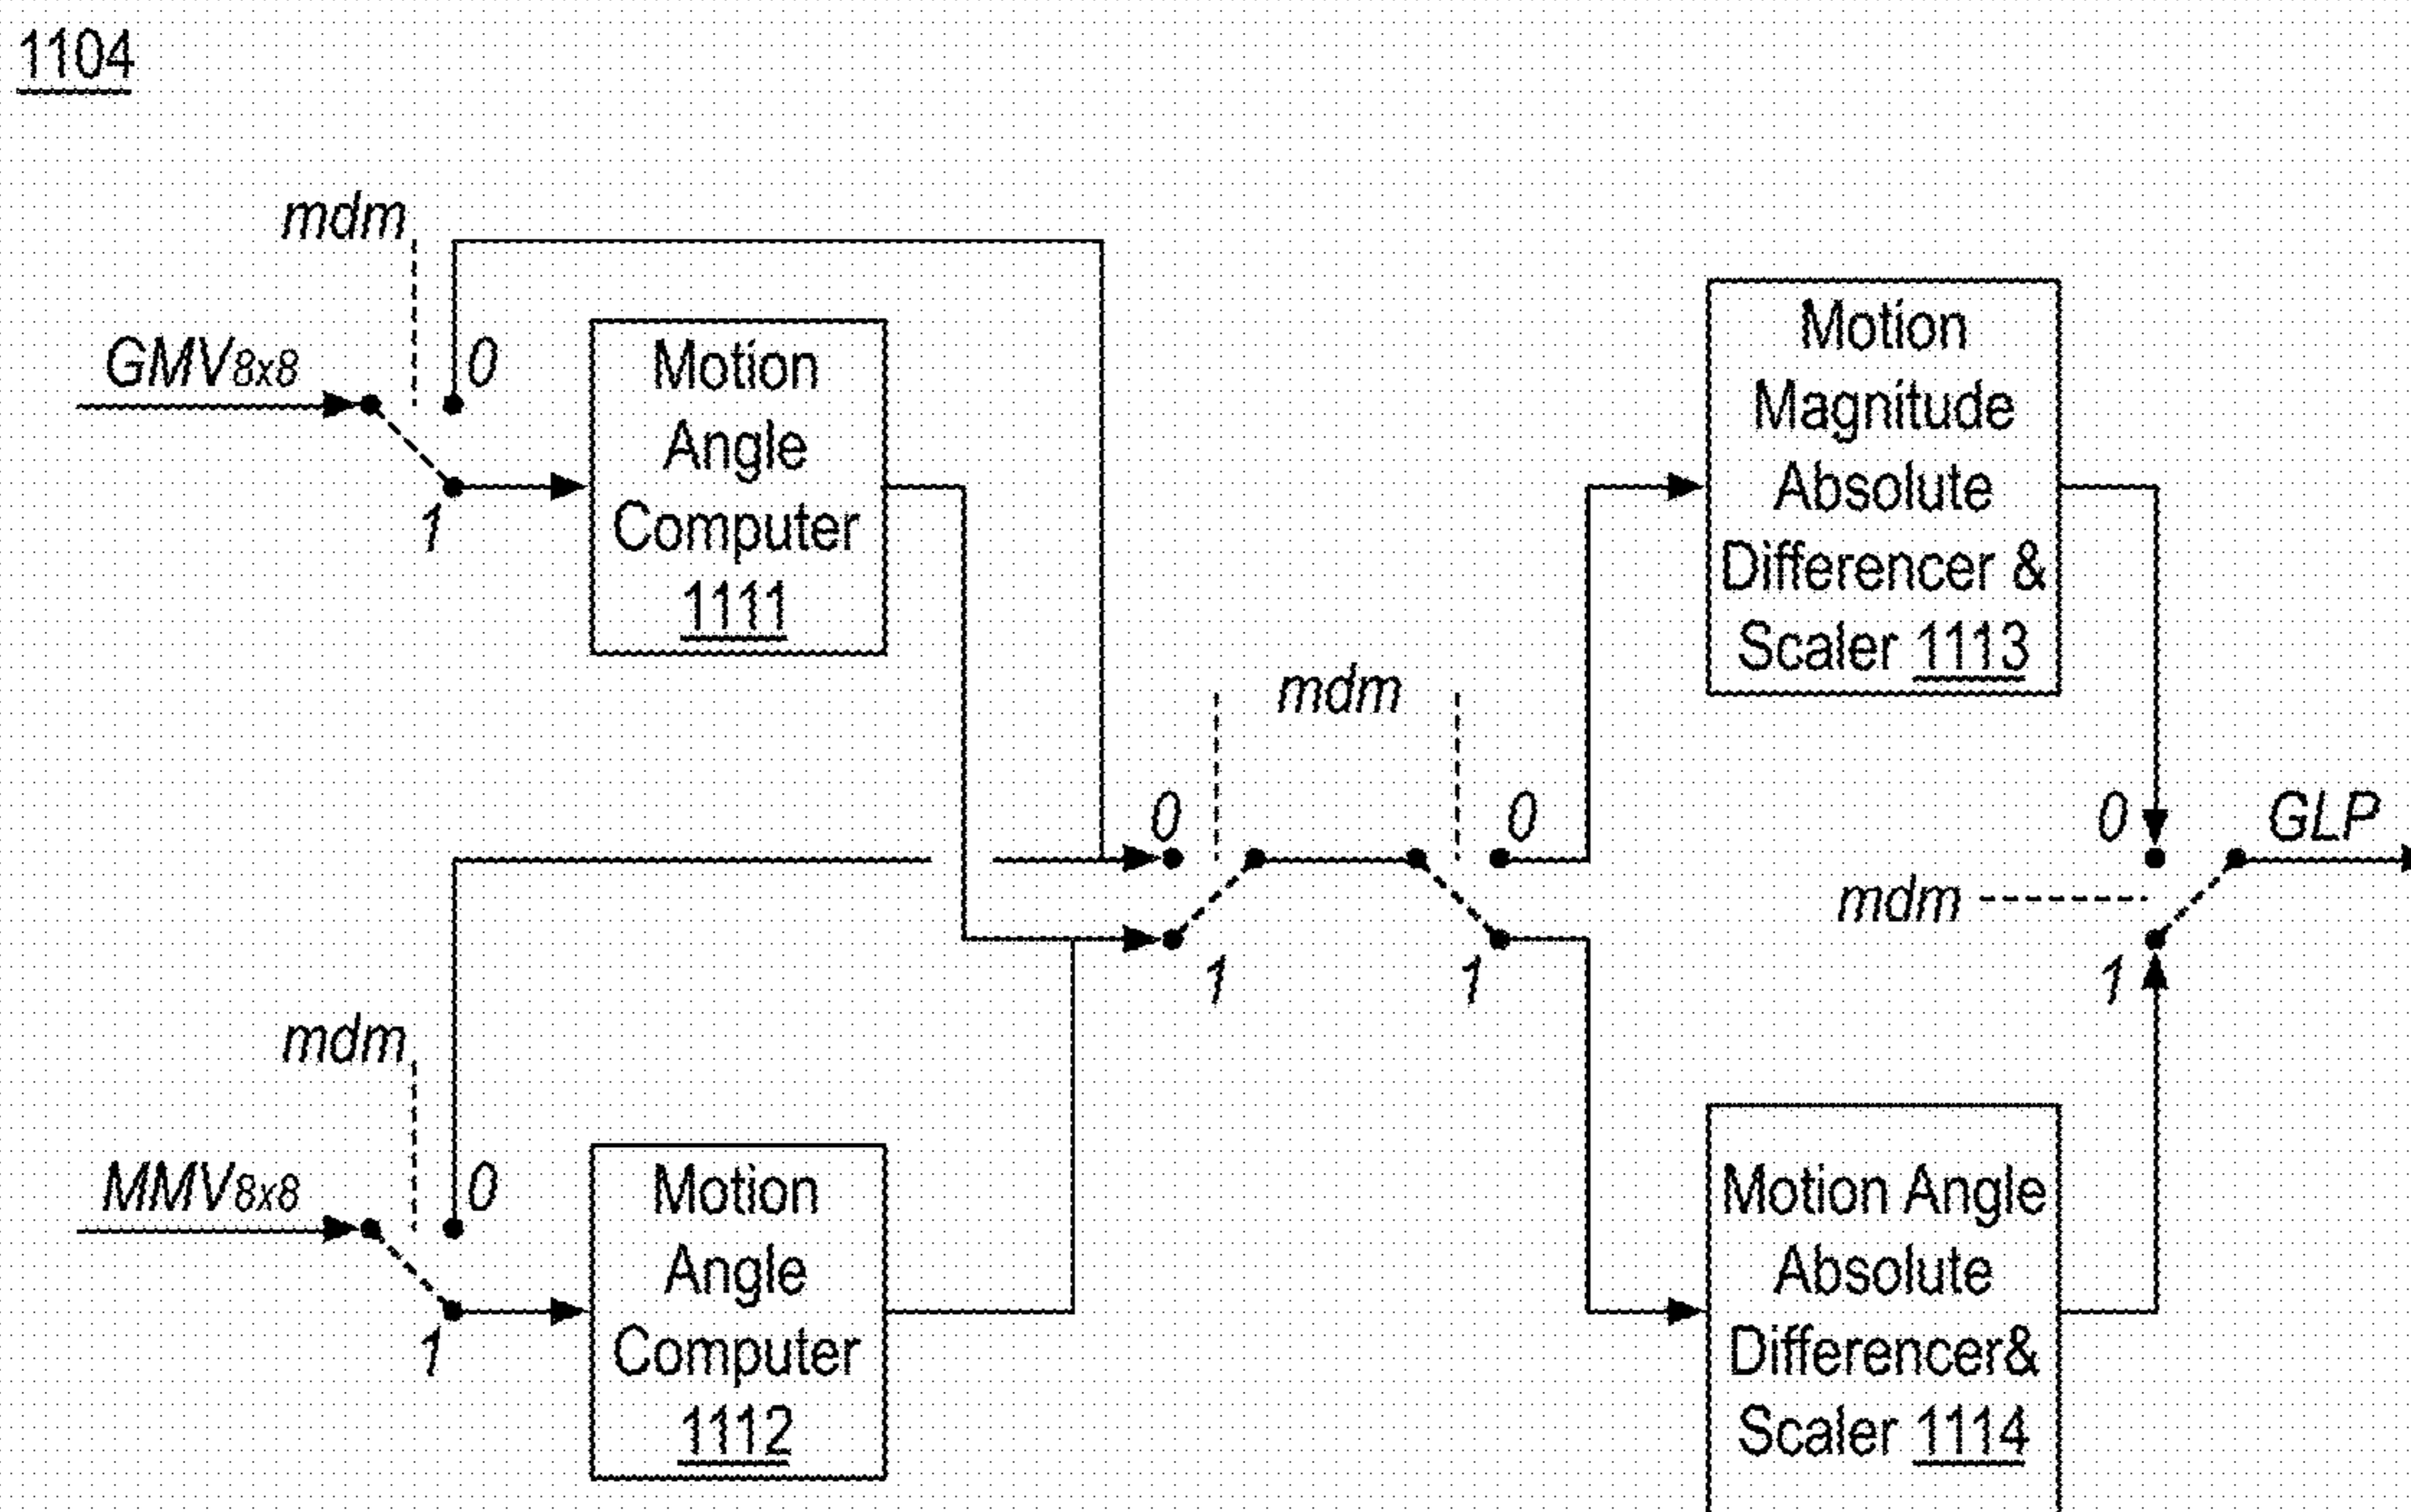 1104
mdm
GMV8x8
0
1
Motion
Angle
Computer
1111
Motion
Magnitude
Absolute
Differencer &
Scaler 1113
mdm
0
0
1
1
0
mdm
1
GLP
mdm
MMV8x8
0
1
Motion
Angle
Computer
1112
Motion Angle
Absolute
Differencer&
Scaler 1114